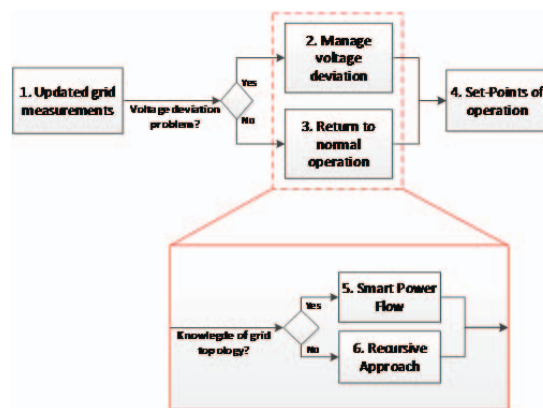 2. Manage
voltage
deviation
Yes
1. Updated grid
measurements
Voltage deviation
problem?
No
3. Return to
normal
operation
4. Set-Points of
operation
5. Smart Power
Flow
Yes
Knowlegde of grid
topology?
No
6. Recursive
Approach